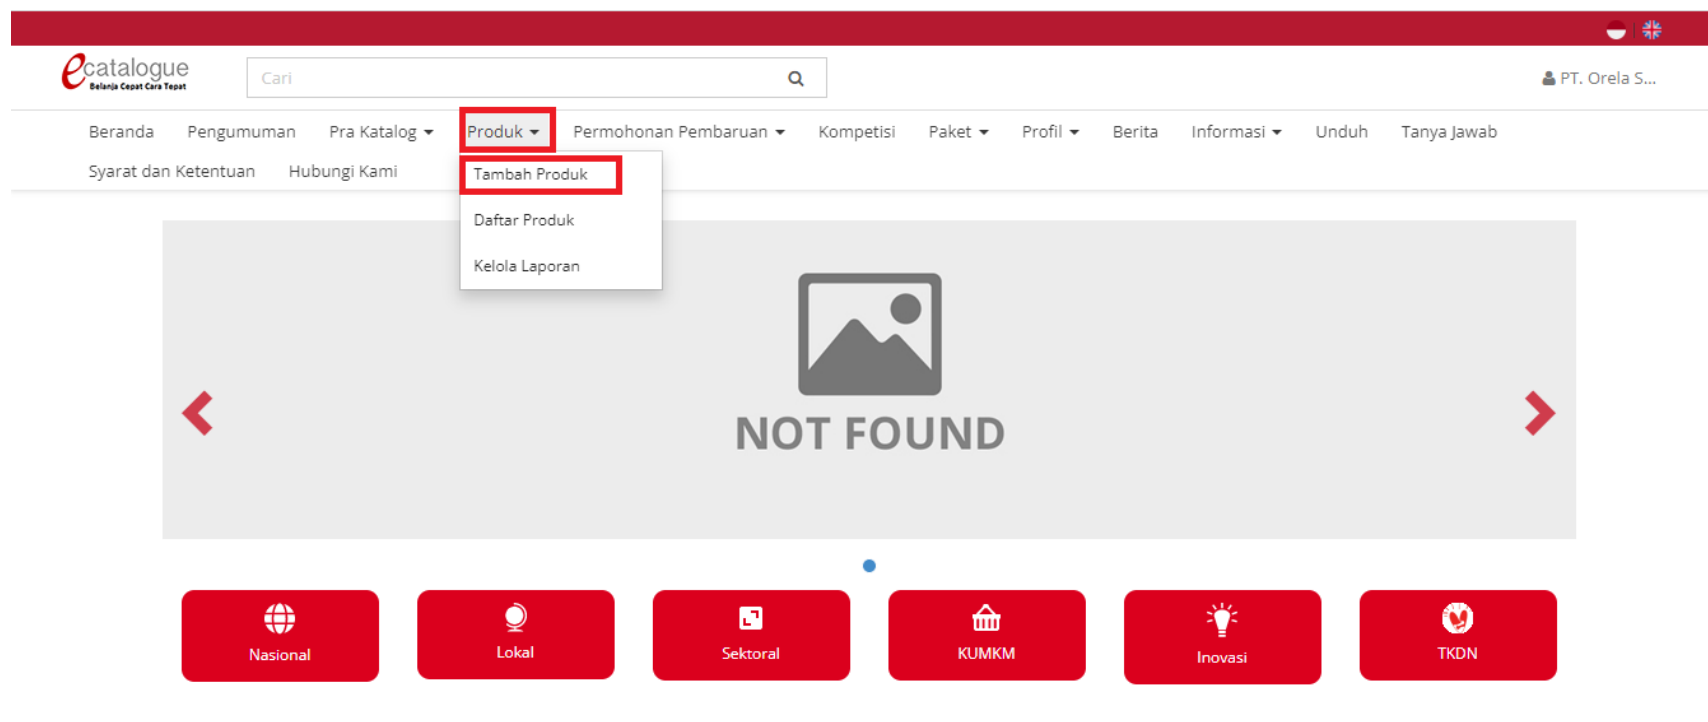 ecatalogue
Belanja Cepat Cara Tepat
Cari
PT. Orela S...
Beranda Pengumuman Pra Katalog Produk Permohonan Pembaruan Kompetisi Paket Profil Berita Informasi Unduh Tanya Jawab
Syarat dan Ketentuan Hubungi Kami
Tambah Produk
Daftar Produk
Kelola Laporan
NOT FOUND
Nasional Lokal Sektoral KUMKM Inovasi TKDN